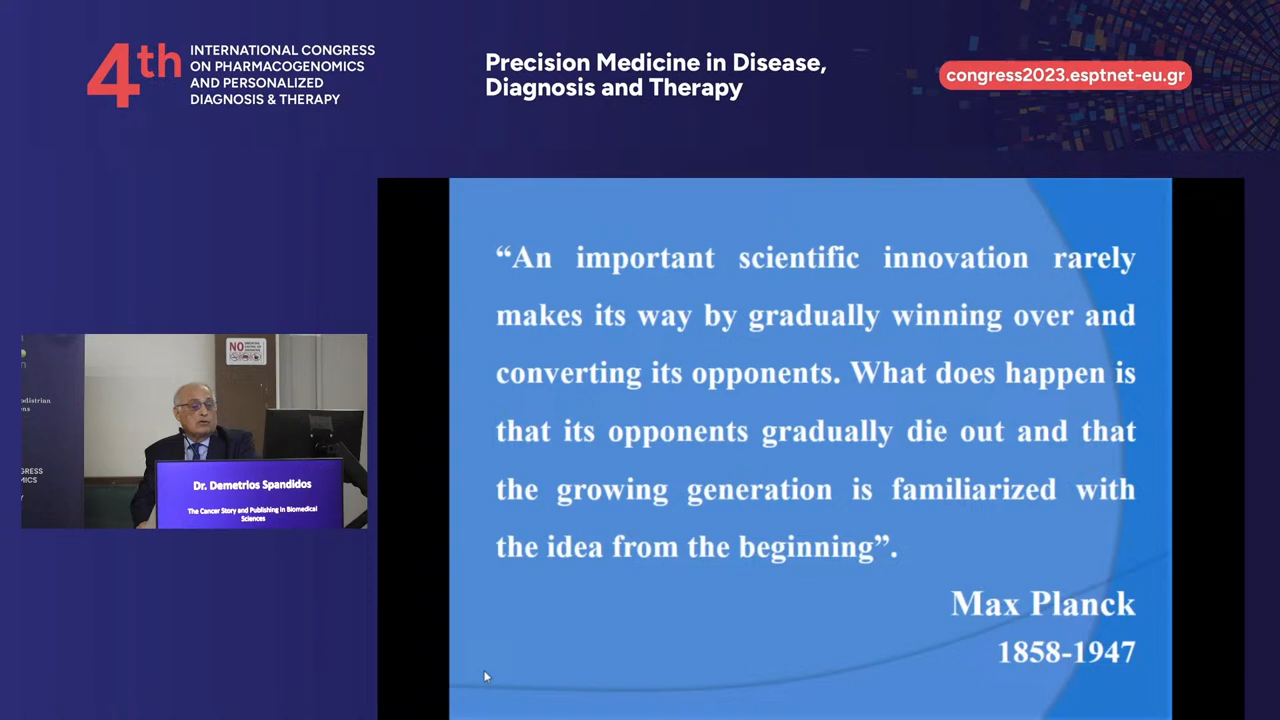 4th
INTERNATIONAL CONGRESS
ON PHARMACOGENOMICS
AND PERSONALIZED
DIAGNOSIS & THERAPY
Precision Medicine in Disease,
Diagnosis and Therapy
congress2023.esptnet-eu.gr
“An important scientific innovation rarely
makes its way by gradually winning over and
converting its opponents. What does happen is
that its opponents gradually die out and that
the growing generation is familiarized with
the idea from the beginning”.
Max Planck
1858-1947
NO
Dr. Demetrios Spandidos
The Cancer Story and Publishing in Biomedical
Sciences